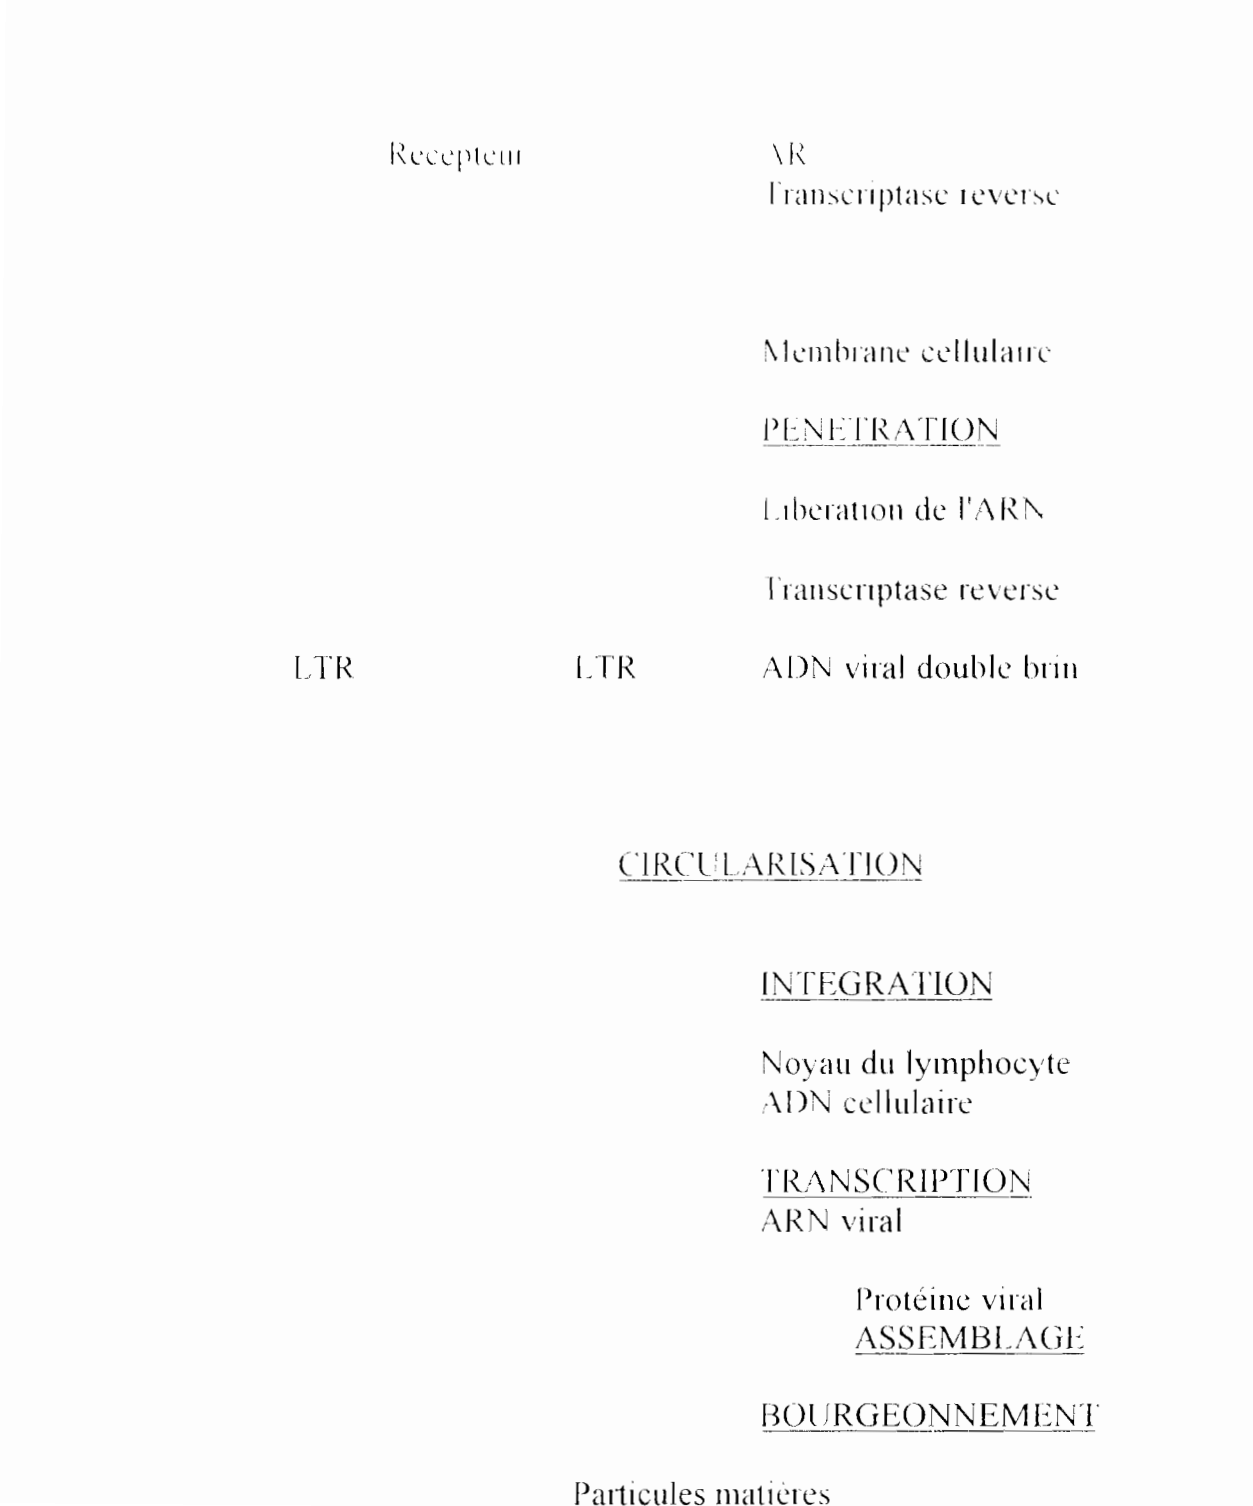 Recepteur AR
Transcriptase reverse
Membrane cellulaire
PENETRATION
Liberation de l'ARN
Transcriptase reverse
LTR LTR ADN viral double brin
CIRCULARISATION
INTEGRATION
Noyau du lymphocyte
ADN cellulaire
TRANSCRIPTION
ARN viral
Protéine viral
ASSEMBLAGE
BOURGEONNEMENT
Particules matières